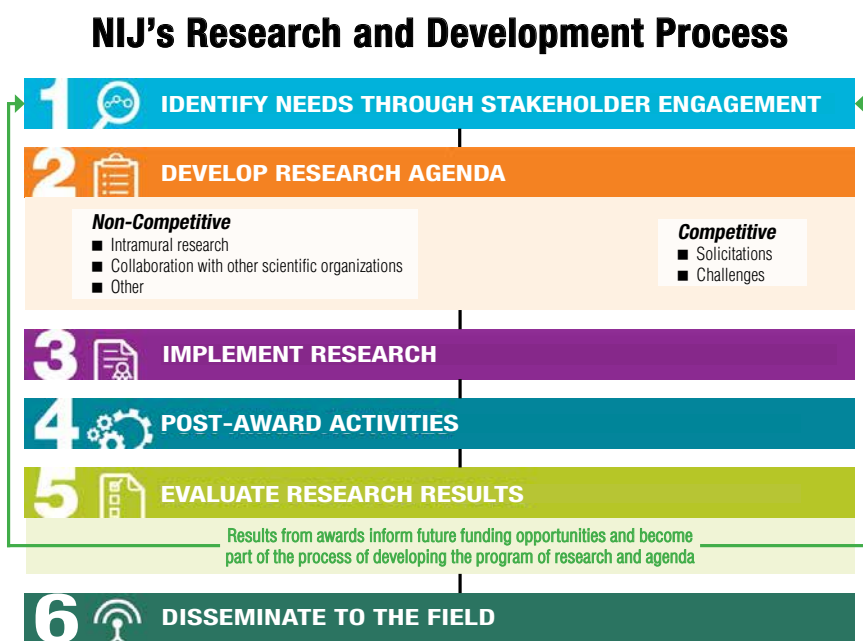 NIJ's Research and Development Process
1 IDENTIFY NEEDS THROUGH STAKEHOLDER ENGAGEMENT
2 DEVELOP RESEARCH AGENDA
Non-Competitive
■ Intramural research
■ Collaboration with other scientific organizations
■ Other
Competitive
■ Solicitations
■ Challenges
3 IMPLEMENT RESEARCH
4 POST-AWARD ACTIVITIES
5 EVALUATE RESEARCH RESULTS
Results from awards inform future funding opportunities and become
part of the process of developing the program of research and agenda
6 DISSEMINATE TO THE FIELD